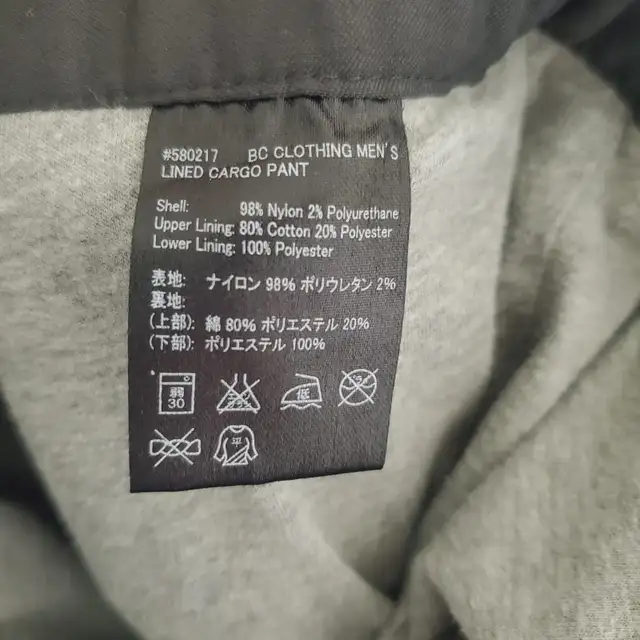 #580217 BC CLOTHING MEN'S
LINED CARGO PANT
Shell: 98% Nylon 2% Polyurethane
Upper Lining: 80% Cotton 20% Polyester
Lower Lining: 100% Polyester
表地: ナイロン 98% ポリウレタン 2%
裏地:
(上部): 綿 80% ポリエステル 20%
(下部): ポリエステル 100%
弱 低
30
平